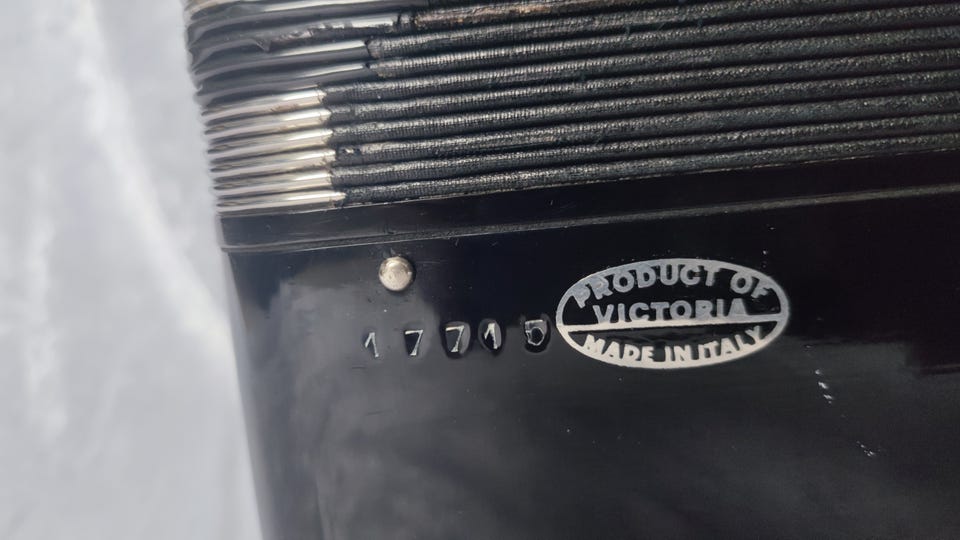 17715
PRODUCT OF
VICTORIA
MADE IN ITALY